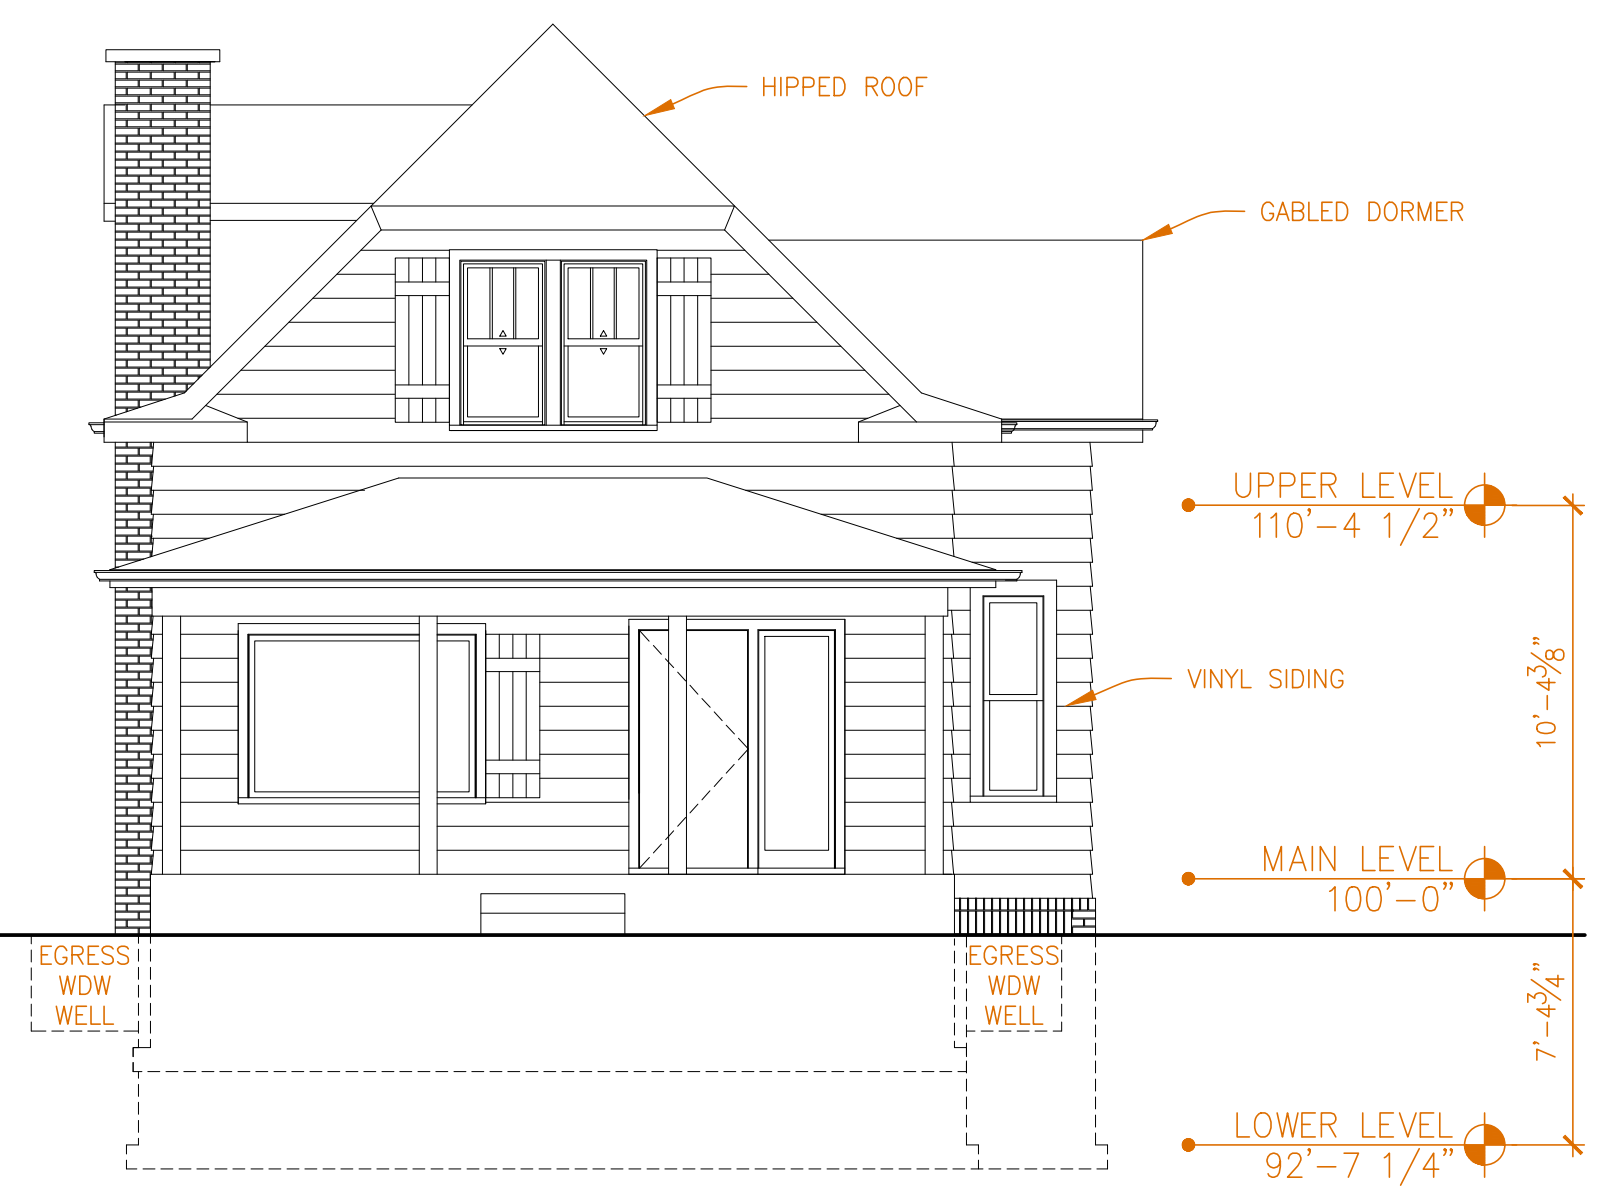 HIPPED ROOF
GABLED DORMER
UPPER LEVEL
110'-4 1/2"
10'-4 3/8"
VINYL SIDING
MAIN LEVEL
100'-0"
EGRESS
WDW
WELL
EGRESS
WDW
WELL
7'-4 3/4"
LOWER LEVEL
92'-7 1/4"